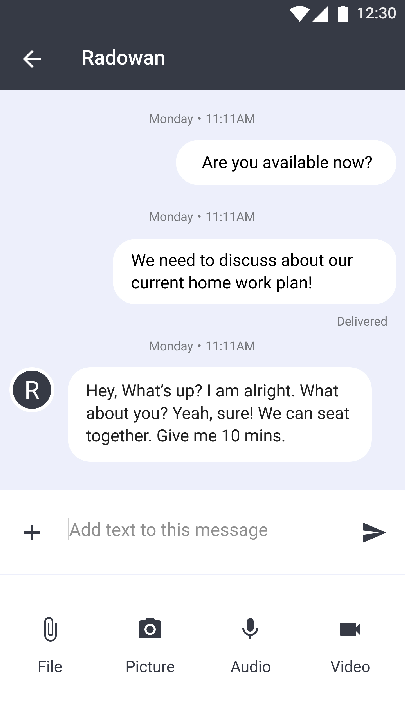 12:30
Radowan
Monday • 11:11AM
Are you available now?
Monday • 11:11AM
We need to discuss about our
current home work plan!
Delivered
Monday • 11:11AM
R
Hey, What's up? I am alright. What
about you? Yeah, sure! We can seat
together. Give me 10 mins.
Add text to this message
File
Picture
Audio
Video